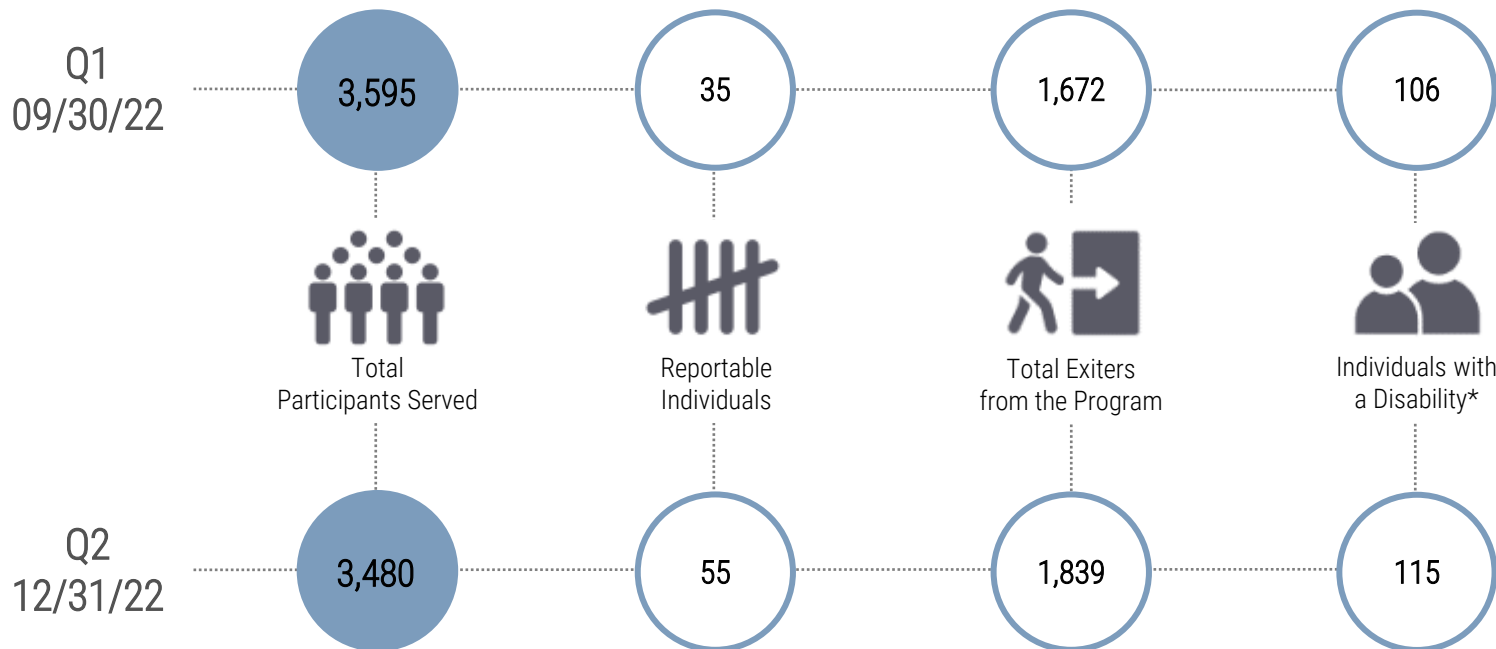 Q1
09/30/22
3,595
35
1,672
106
Total
Participants Served
Reportable
Individuals
Total Exiters
from the Program
Individuals with
a Disability*
Q2
12/31/22
3,480
55
1,839
115